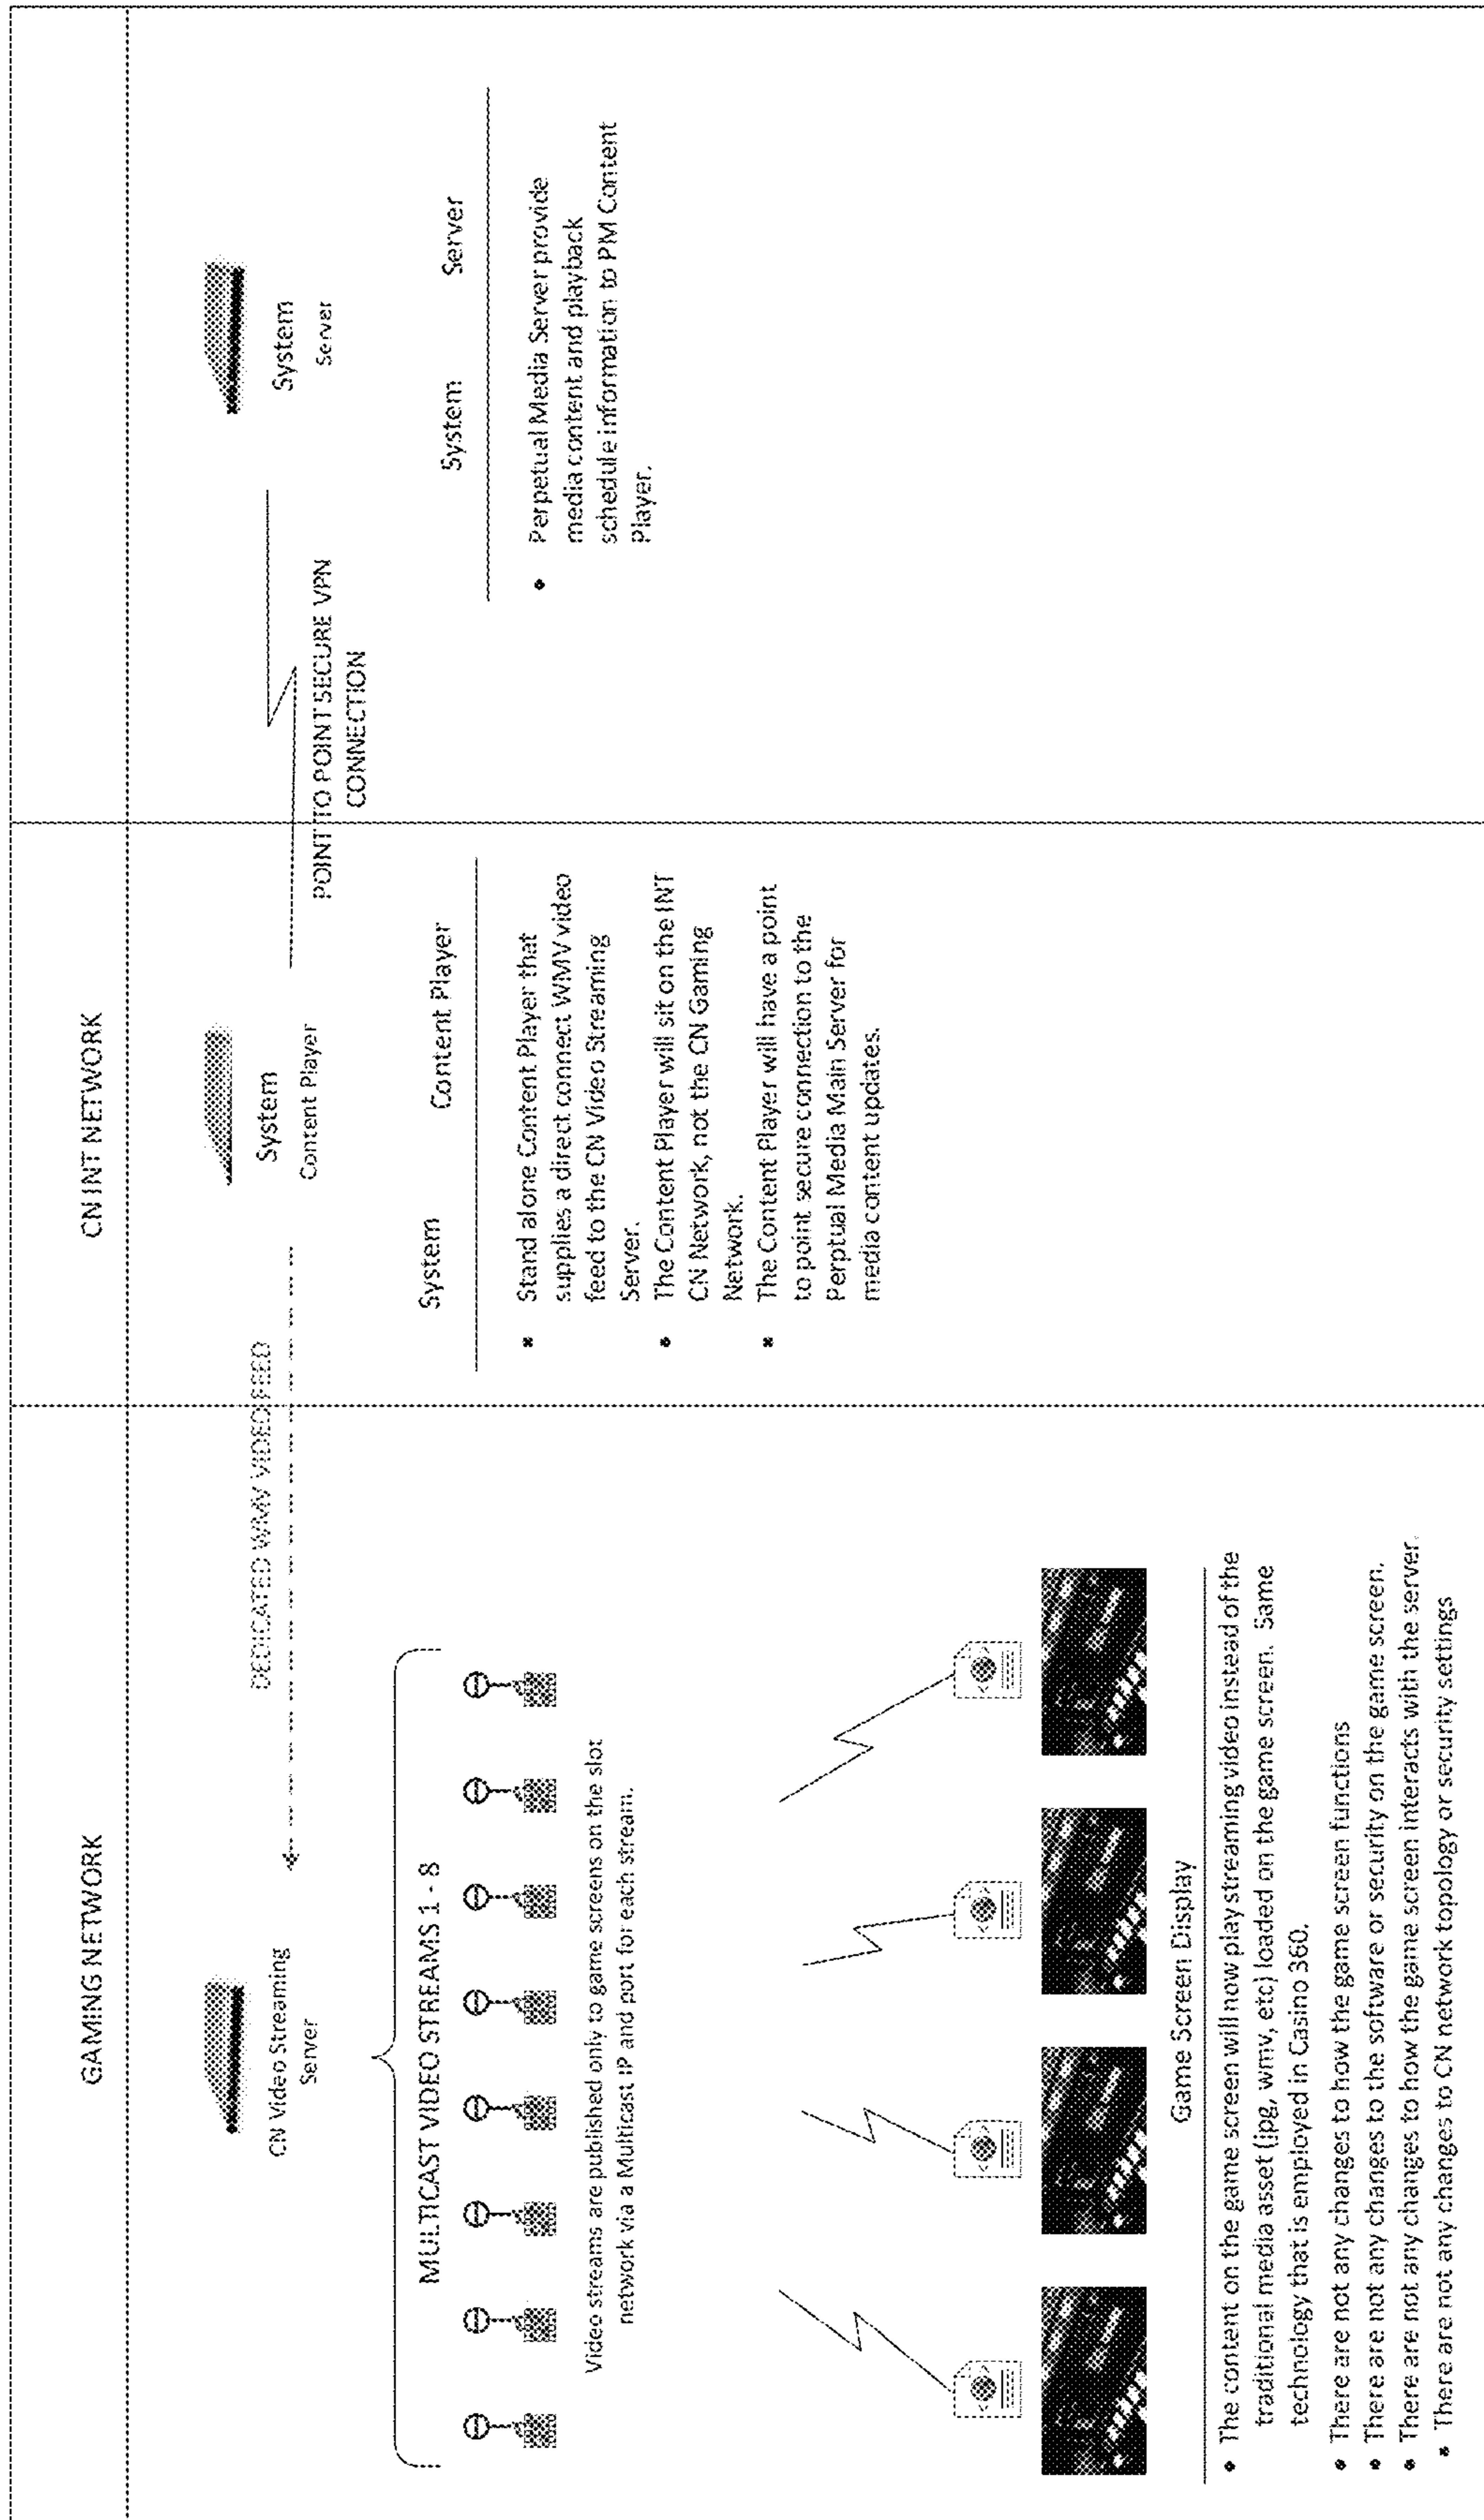 GAMING NETWORK
CN INT NETWORK
CN Video Streaming
Server
DEDICATED WMV VIDEO FEED
System
Content Player
POINT TO POINT SECURE VPN
CONNECTION
System
Server
MULTICAST VIDEO STREAMS 1 - 8
Video streams are published only to game screens on the slot
network via a Multicast IP and port for each stream.
Game Screen Display
• The content on the game screen will now play streaming video instead of the
traditional media asset (jpg, wmv, etc) loaded on the game screen. Same
technology that is employed in Casino 360.
• There are not any changes to how the game screen functions
• There are not any changes to the software or security on the game screen.
• There are not any changes to how the game screen interacts with the server.
• There are not any changes to CN network topology or security settings
System Content Player
• Stand alone Content Player that
supplies a direct connect WMV video
feed to the CN Video Streaming
Server.
• The Content Player will sit on the INT
CN Network, not the CN Gaming
Network.
• The Content Player will have a point
to point secure connection to the
Perptual Media Main Server for
media content updates.
System Server
• Perpetual Media Server provide
media content and playback
schedule information to PM Content
Player.